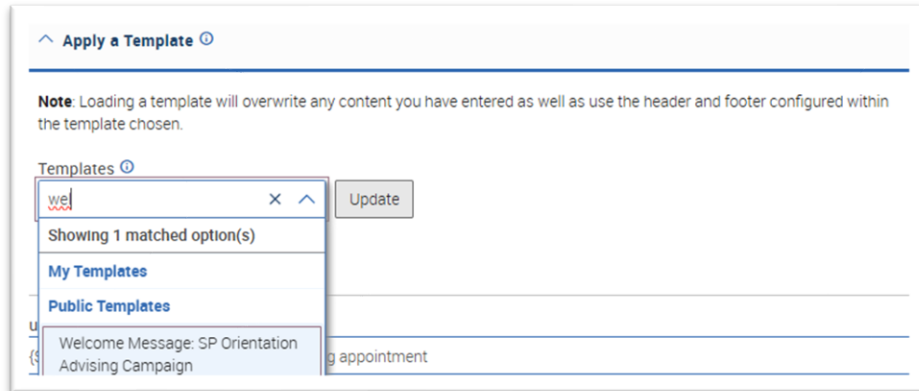 Apply a Template
Note: Loading a template will overwrite any content you have entered as well as use the header and footer configured within
the template chosen.
Templates
wel
Update
Showing 1 matched option(s)
My Templates
Public Templates
Welcome Message: SP Orientation
Advising Campaign
appointment